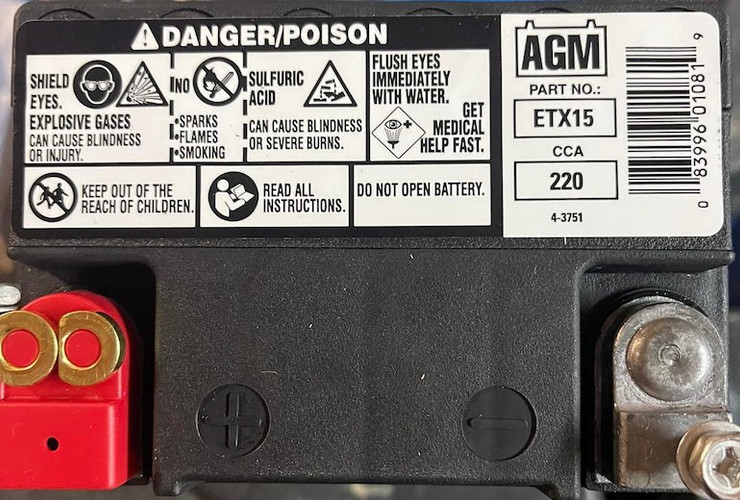 DANGER/POISON
SHIELD
EYES.
EXPLOSIVE GASES
CAN CAUSE BLINDNESS
OR INJURY.
NO
•SPARKS
•FLAMES
•SMOKING
SULFURIC
ACID
CAN CAUSE BLINDNESS
OR SEVERE BURNS.
FLUSH EYES
IMMEDIATELY
WITH WATER.
GET
MEDICAL
HELP FAST.
KEEP OUT OF THE
REACH OF CHILDREN.
READ ALL
INSTRUCTIONS.
DO NOT OPEN BATTERY.
AGM
PART NO.:
ETX15
CCA
220
4-3751
0 83996 01081 9
+
−